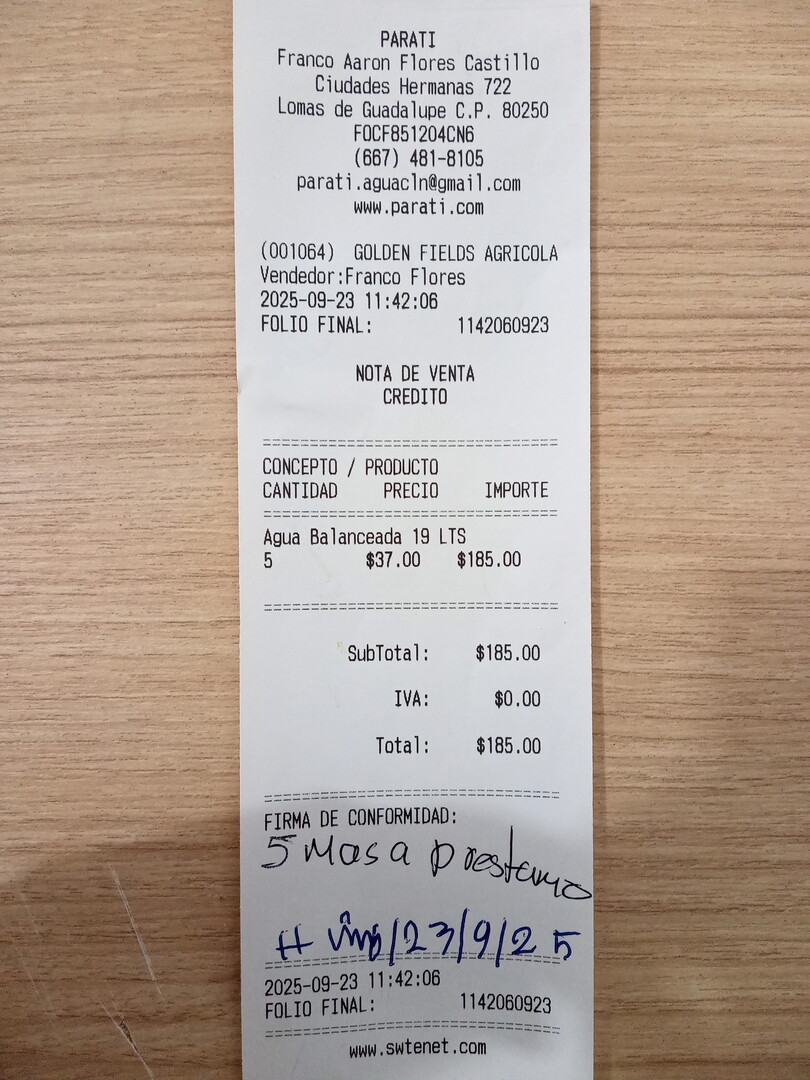 PARATI
Franco Aaron Flores Castillo
Ciudades Hermanas 722
Lomas de Guadalupe C.P. 80250
FOCF851204CN6
(667) 481-8105
parati.aguacln@gmail.com
www.parati.com
(001064) GOLDEN FIELDS AGRICOLA
Vendedor:Franco Flores
2025-09-23 11:42:06
FOLIO FINAL: 1142060923
NOTA DE VENTA
CREDITO
CONCEPTO / PRODUCTO
CANTIDAD PRECIO IMPORTE
Agua Balanceada 19 LTS
5 $37.00 $185.00
SubTotal: $185.00
IVA: $0.00
Total: $185.00
FIRMA DE CONFORMIDAD:
5 Mas a prestamo
/23/9/25
2025-09-23 11:42:06
FOLIO FINAL: 1142060923
www.swtenet.com